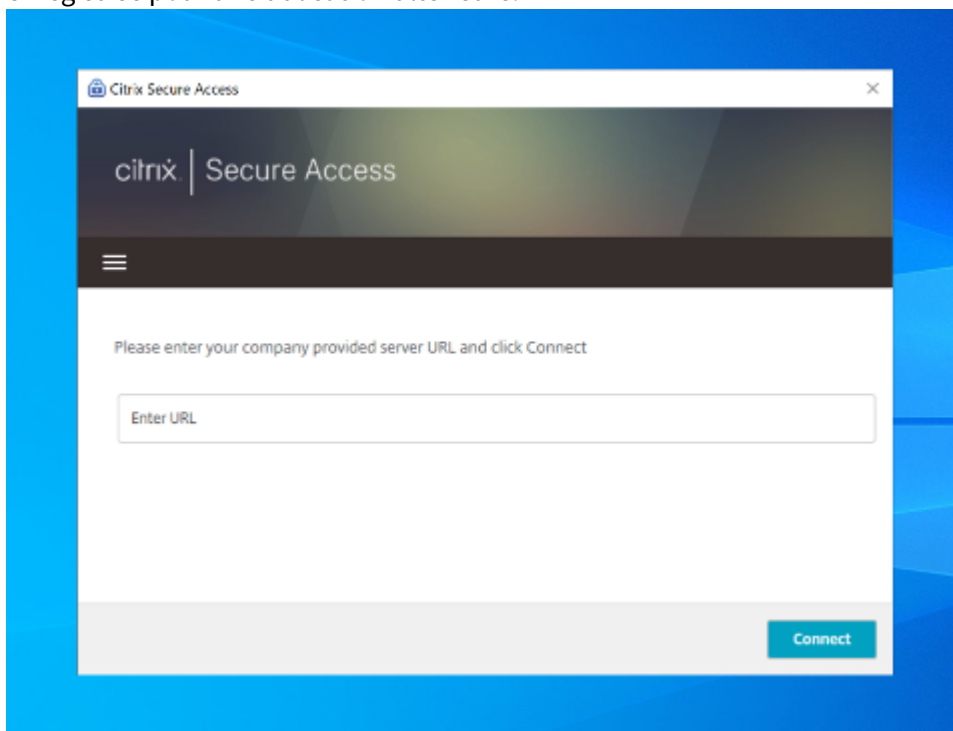 Citrix Secure Access
citrix | Secure Access
Please enter your company provided server URL and click Connect
Enter URL
Connect